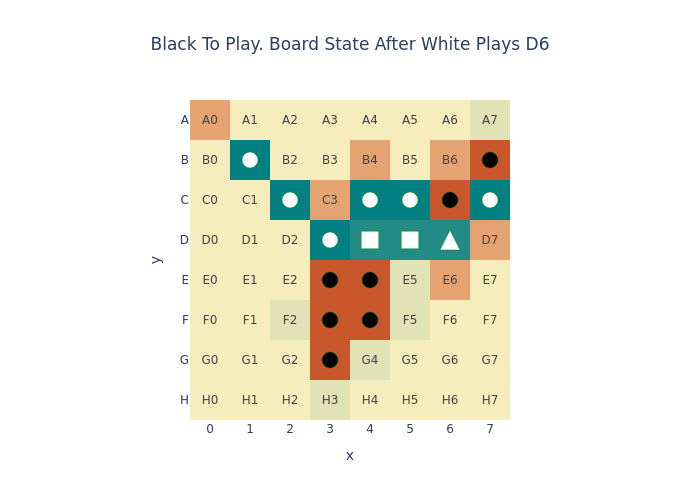 Black To Play. Board State After White Plays D6
A A0 A1 A2 A3 A4 A5 A6 A7
B B0 B2 B3 B4 B5 B6
C C0 C1 C3
D D0 D1 D2 D7
E E0 E1 E2 E5 E6 E7
F F0 F1 F2 F5 F6 F7
G G0 G1 G2 G4 G5 G6 G7
H H0 H1 H2 H3 H4 H5 H6 H7
0 1 2 3 4 5 6 7
x
y